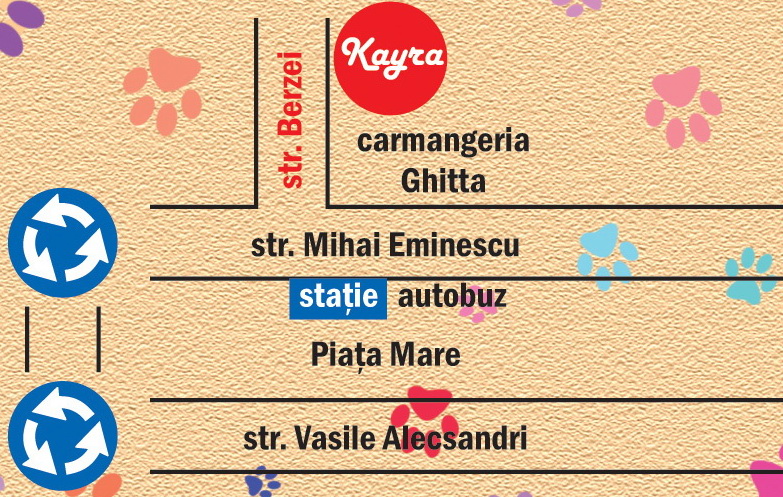 Kayra
str. Berzei
carmangeria
Ghitta
str. Mihai Eminescu
stație autobuz
Piața Mare
str. Vasile Alecsandri